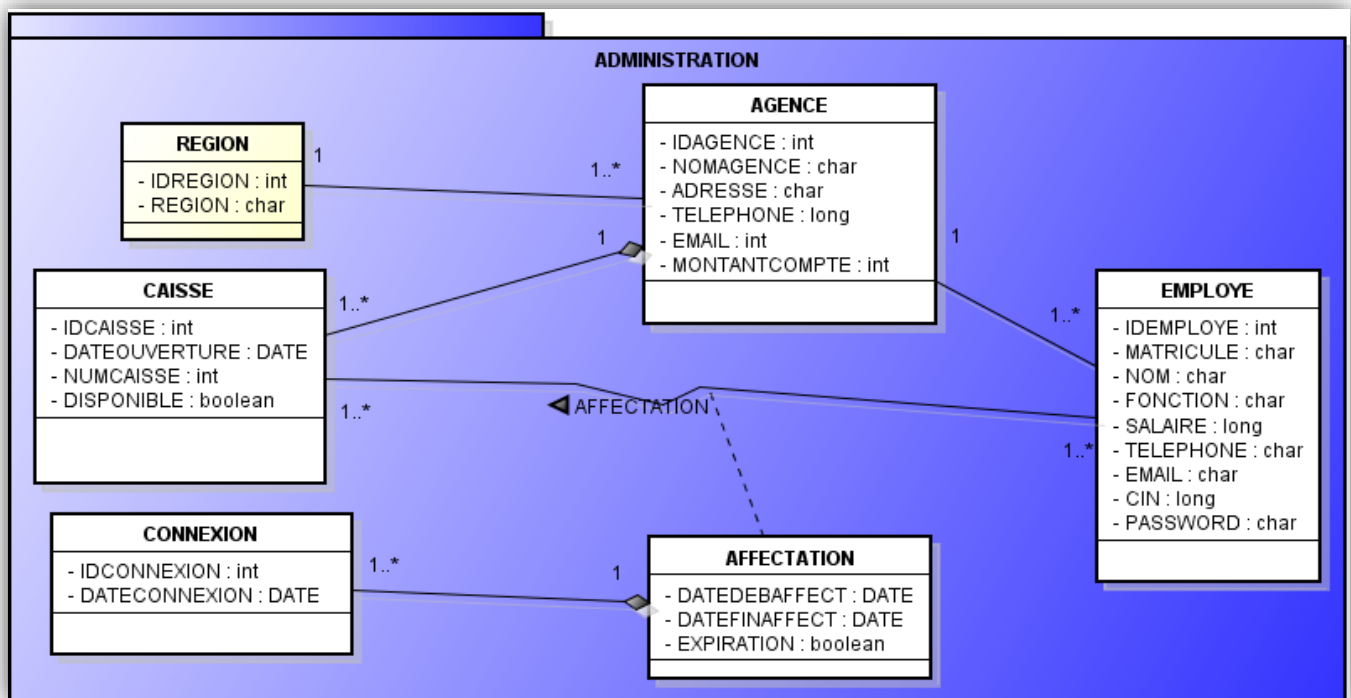 ADMINISTRATION
REGION
- IDREGION : int
- REGION : char
1
1..*
AGENCE
- IDAGENCE : int
- NOMAGENCE : char
- ADRESSE : char
- TELEPHONE : long
- EMAIL : int
- MONTANTCOMPTE : int
1
1..*
1
1..*
CAISSE
- IDCAISSE : int
- DATEOUVERTURE : DATE
- NUMCAISSE : int
- DISPONIBLE : boolean
1..*
AFFECTATION
1..*
EMPLOYE
- IDEMPLOYE : int
- MATRICULE : char
- NOM : char
- FONCTION : char
- SALAIRE : long
- TELEPHONE : char
- EMAIL : char
- CIN : long
- PASSWORD : char
CONNEXION
- IDCONNEXION : int
- DATECONNEXION : DATE
1..*
1
AFFECTATION
- DATEDEBAFFECT : DATE
- DATEFINAFFECT : DATE
- EXPIRATION : boolean